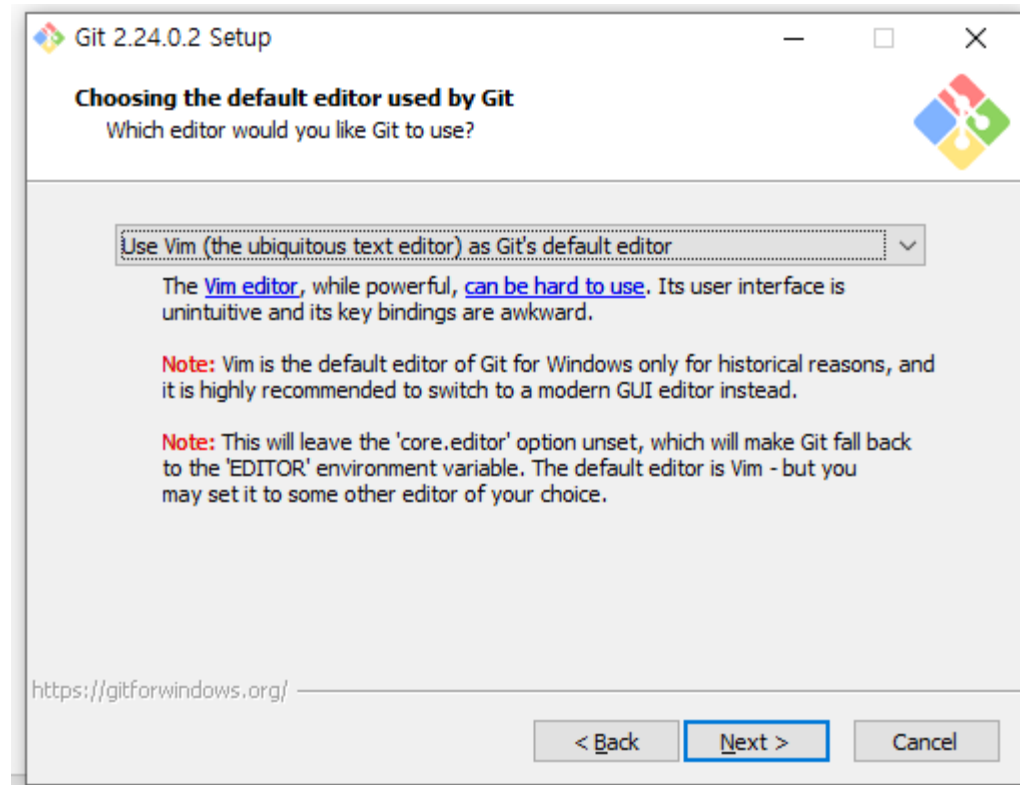 Git 2.24.0.2 Setup
Choosing the default editor used by Git
Which editor would you like Git to use?
Use Vim (the ubiquitous text editor) as Git's default editor
The Vim editor, while powerful, can be hard to use. Its user interface is
unintuitive and its key bindings are awkward.
Note: Vim is the default editor of Git for Windows only for historical reasons, and
it is highly recommended to switch to a modern GUI editor instead.
Note: This will leave the 'core.editor' option unset, which will make Git fall back
to the 'EDITOR' environment variable. The default editor is Vim - but you
may set it to some other editor of your choice.
https://gitforwindows.org/
< Back Next > Cancel